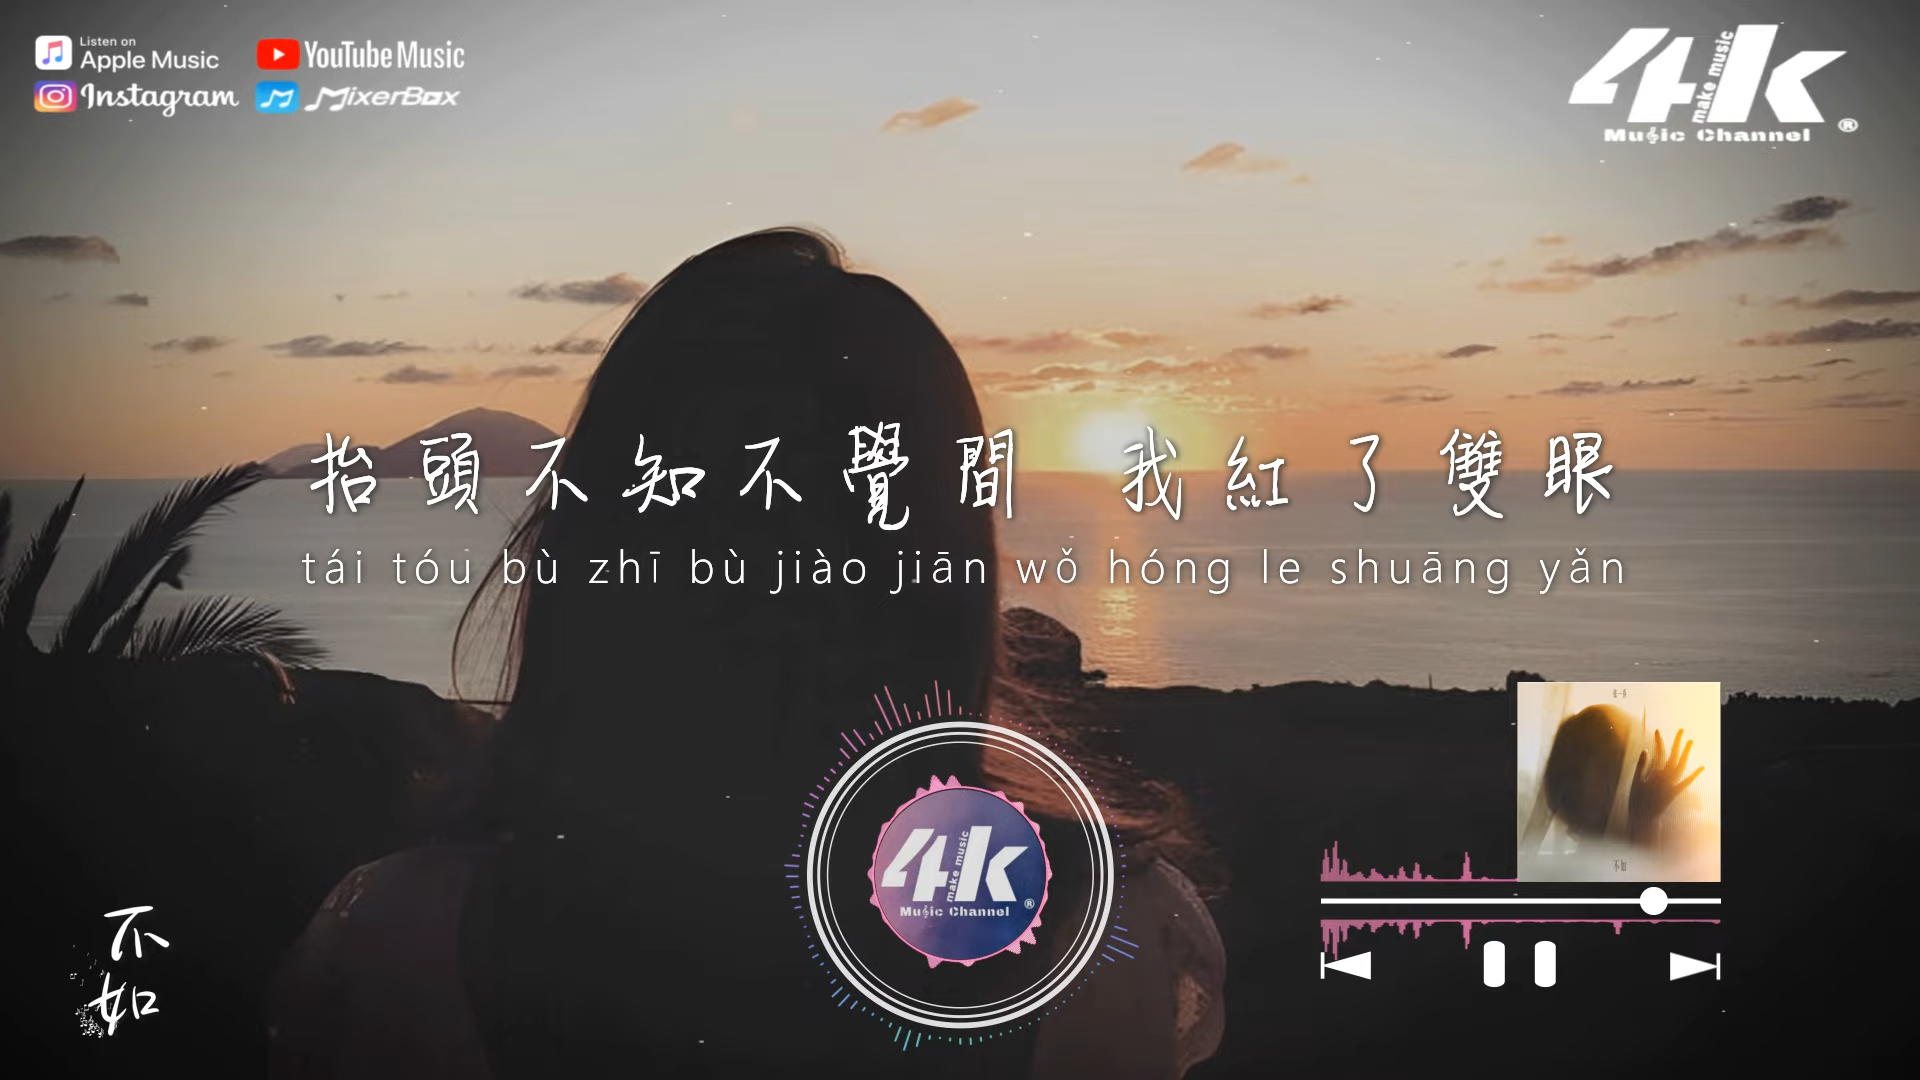 Listen on
Apple Music
YouTube Music
Instagram
MixerBox
4k
make music
Music Channel
®
抬頭不知不覺間 我紅了雙眼
tái tóu bù zhī bù jiào jiān wǒ hóng le shuāng yǎn
4k
make music
Music Channel
®
不如
不如